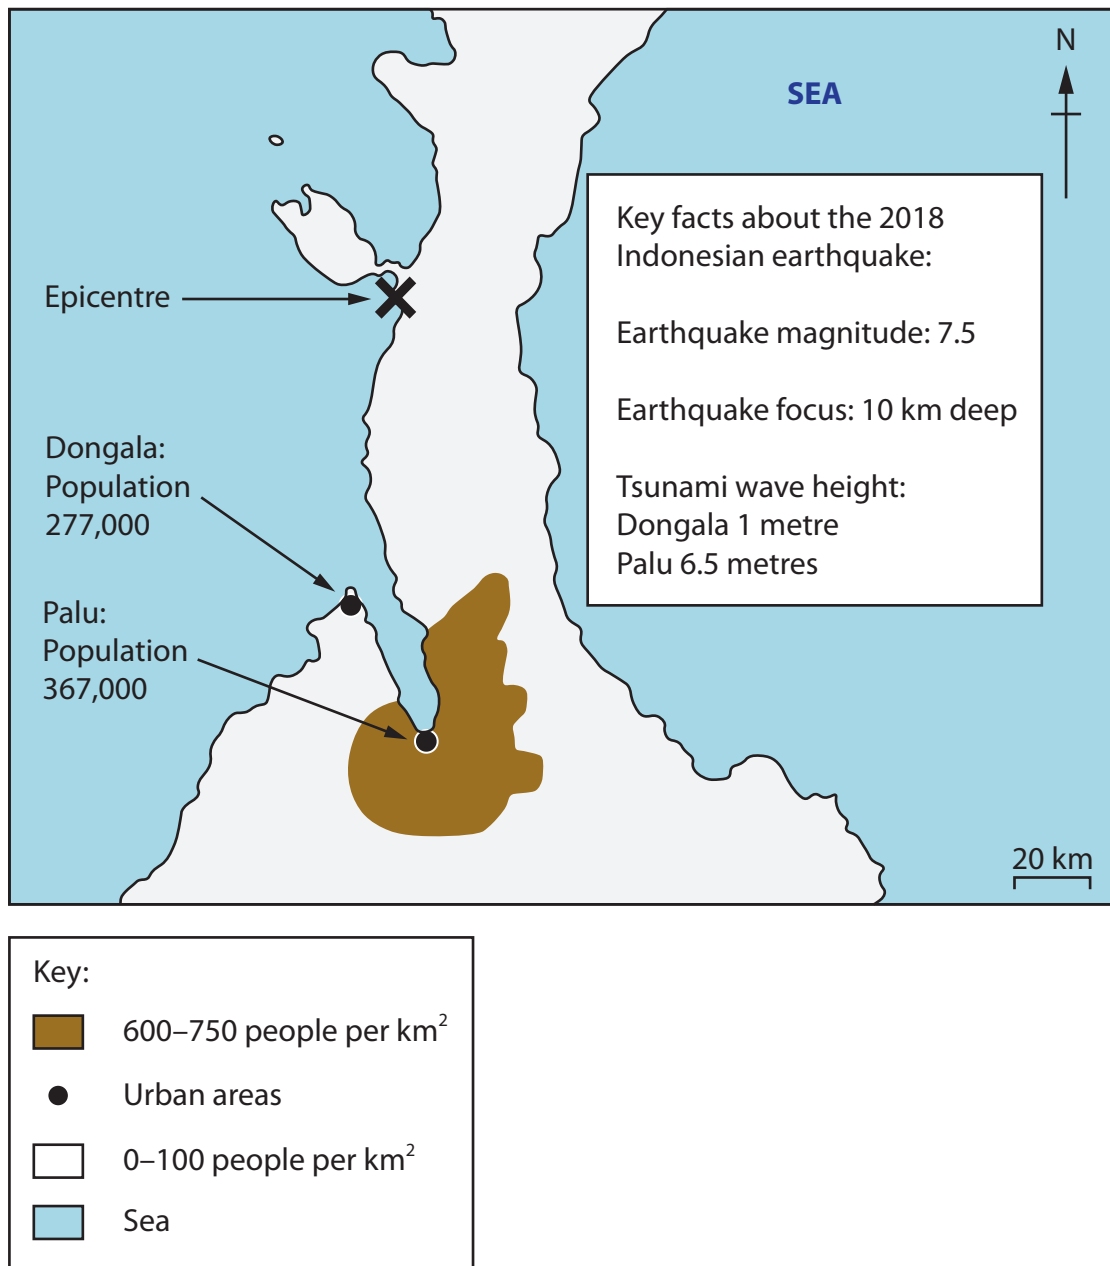 N
SEA
Key facts about the 2018
Indonesian earthquake:
Earthquake magnitude: 7.5
Earthquake focus: 10 km deep
Tsunami wave height:
Dongala 1 metre
Palu 6.5 metres
Epicentre
Dongala:
Population
277,000
Palu:
Population
367,000
20 km
Key:
600–750 people per km²
Urban areas
0–100 people per km²
Sea